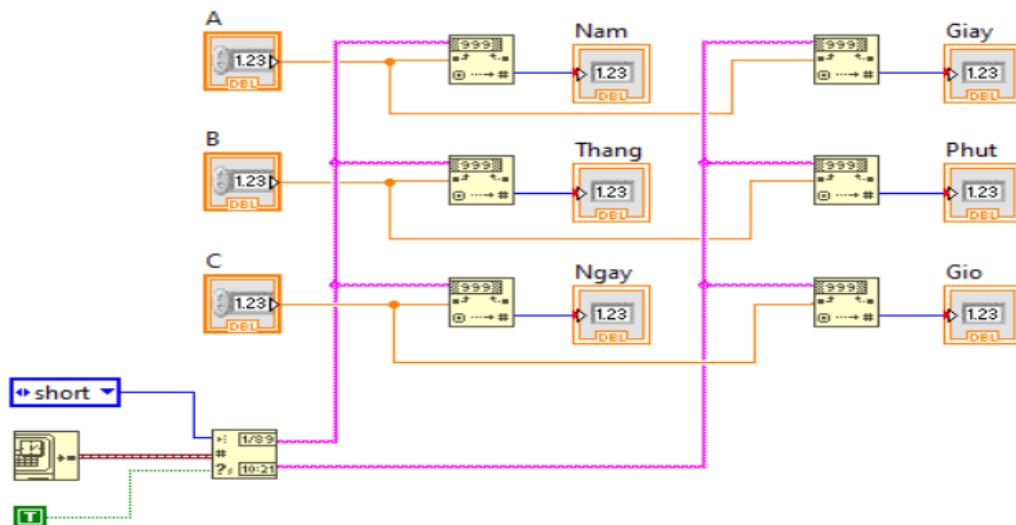 A
1.23
DBL
999
#
Nam
1.23
DBL
999
#
Giay
1.23
DBL
B
1.23
DBL
999
#
Thang
1.23
DBL
999
#
Phut
1.23
DBL
C
1.23
DBL
999
#
Ngay
1.23
DBL
999
#
Gio
1.23
DBL
short
1/89
#
?s 10:21
T